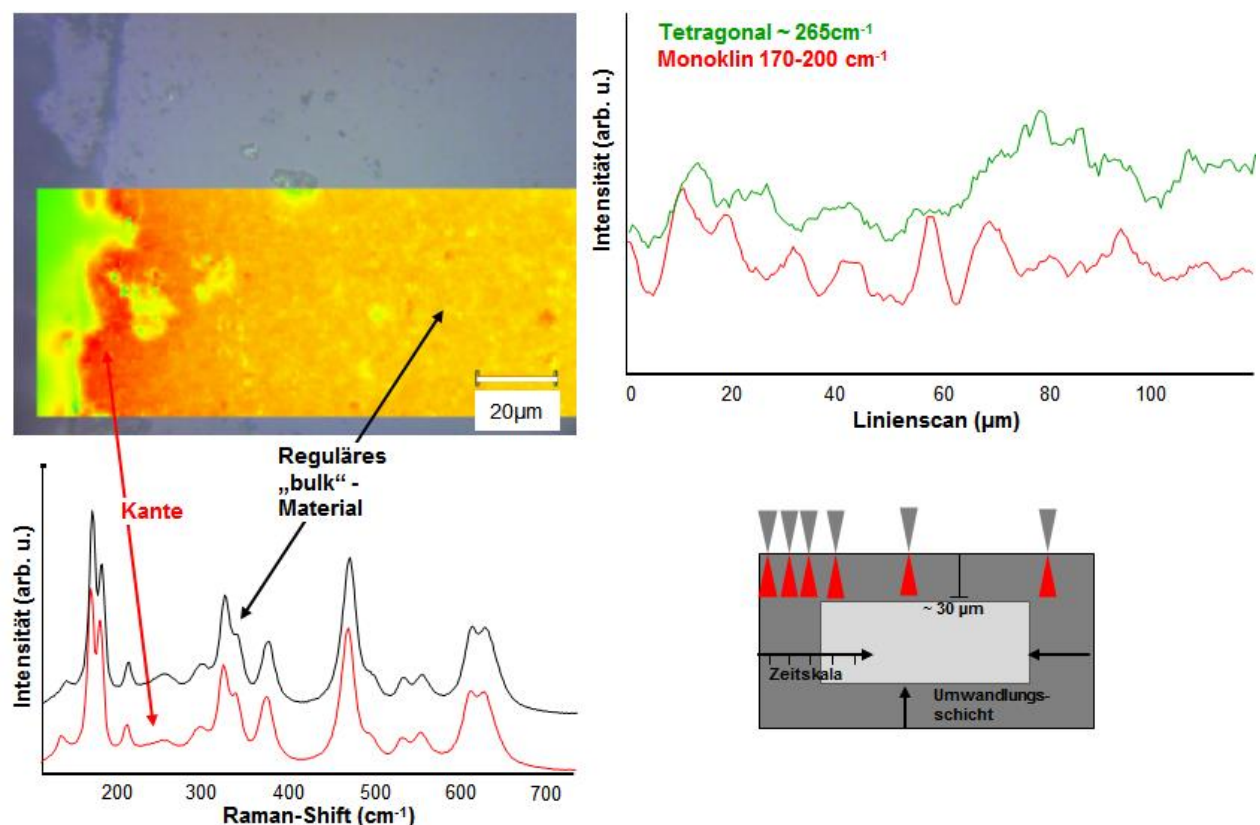 20µm
Tetragonal ~ 265cm⁻¹
Monoklin 170-200 cm⁻¹
Intensität (arb. u.)
0 20 40 60 80 100
Linienscan (µm)
Reguläres
„bulk“ -
Material
Kante
Intensität (arb. u.)
200 300 400 500 600 700
Raman-Shift (cm⁻¹)
~ 30 µm
Zeitskala
Umwandlungs-
schicht